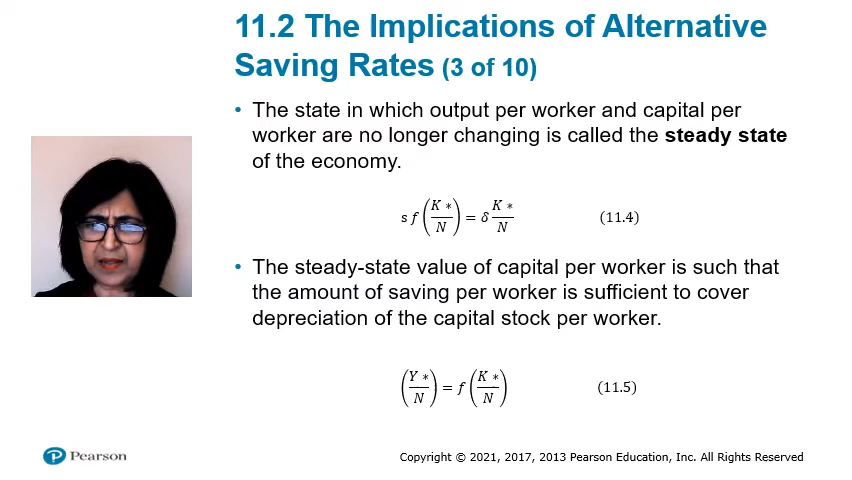 11.2 The Implications of Alternative
Saving Rates (3 of 10)
• The state in which output per worker and capital per
worker are no longer changing is called the steady state
of the economy.
s f(K∗/N) = δ K∗/N (11.4)
• The steady-state value of capital per worker is such that
the amount of saving per worker is sufficient to cover
depreciation of the capital stock per worker.
(Y∗/N) = f(K∗/N) (11.5)
Pearson
Copyright © 2021, 2017, 2013 Pearson Education, Inc. All Rights Reserved